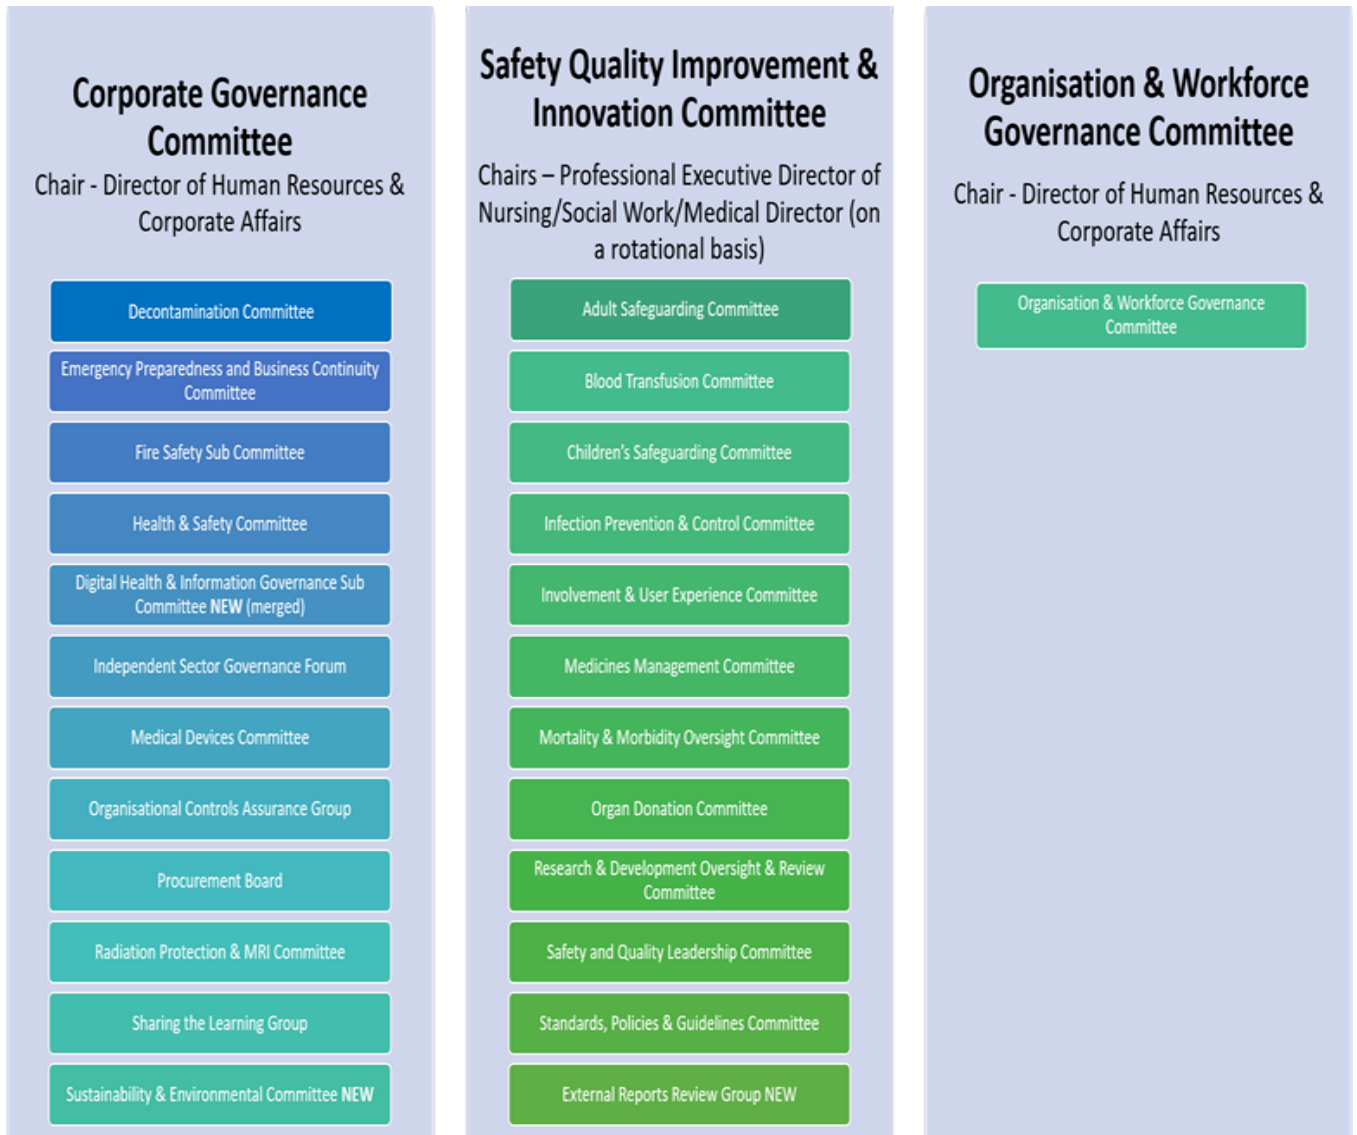 Corporate Governance
Committee
Chair - Director of Human Resources &
Corporate Affairs
Decontamination Committee
Emergency Preparedness and Business Continuity
Committee
Fire Safety Sub Committee
Health & Safety Committee
Digital Health & Information Governance Sub
Committee NEW (merged)
Independent Sector Governance Forum
Medical Devices Committee
Organisational Controls Assurance Group
Procurement Board
Radiation Protection & MRI Committee
Sharing the Learning Group
Sustainability & Environmental Committee NEW
Safety Quality Improvement &
Innovation Committee
Chairs – Professional Executive Director of
Nursing/Social Work/Medical Director (on
a rotational basis)
Adult Safeguarding Committee
Blood Transfusion Committee
Children’s Safeguarding Committee
Infection Prevention & Control Committee
Involvement & User Experience Committee
Medicines Management Committee
Mortality & Morbidity Oversight Committee
Organ Donation Committee
Research & Development Oversight & Review
Committee
Safety and Quality Leadership Committee
Standards, Policies & Guidelines Committee
External Reports Review Group NEW
Organisation & Workforce
Governance Committee
Chair - Director of Human Resources &
Corporate Affairs
Organisation & Workforce Governance
Committee